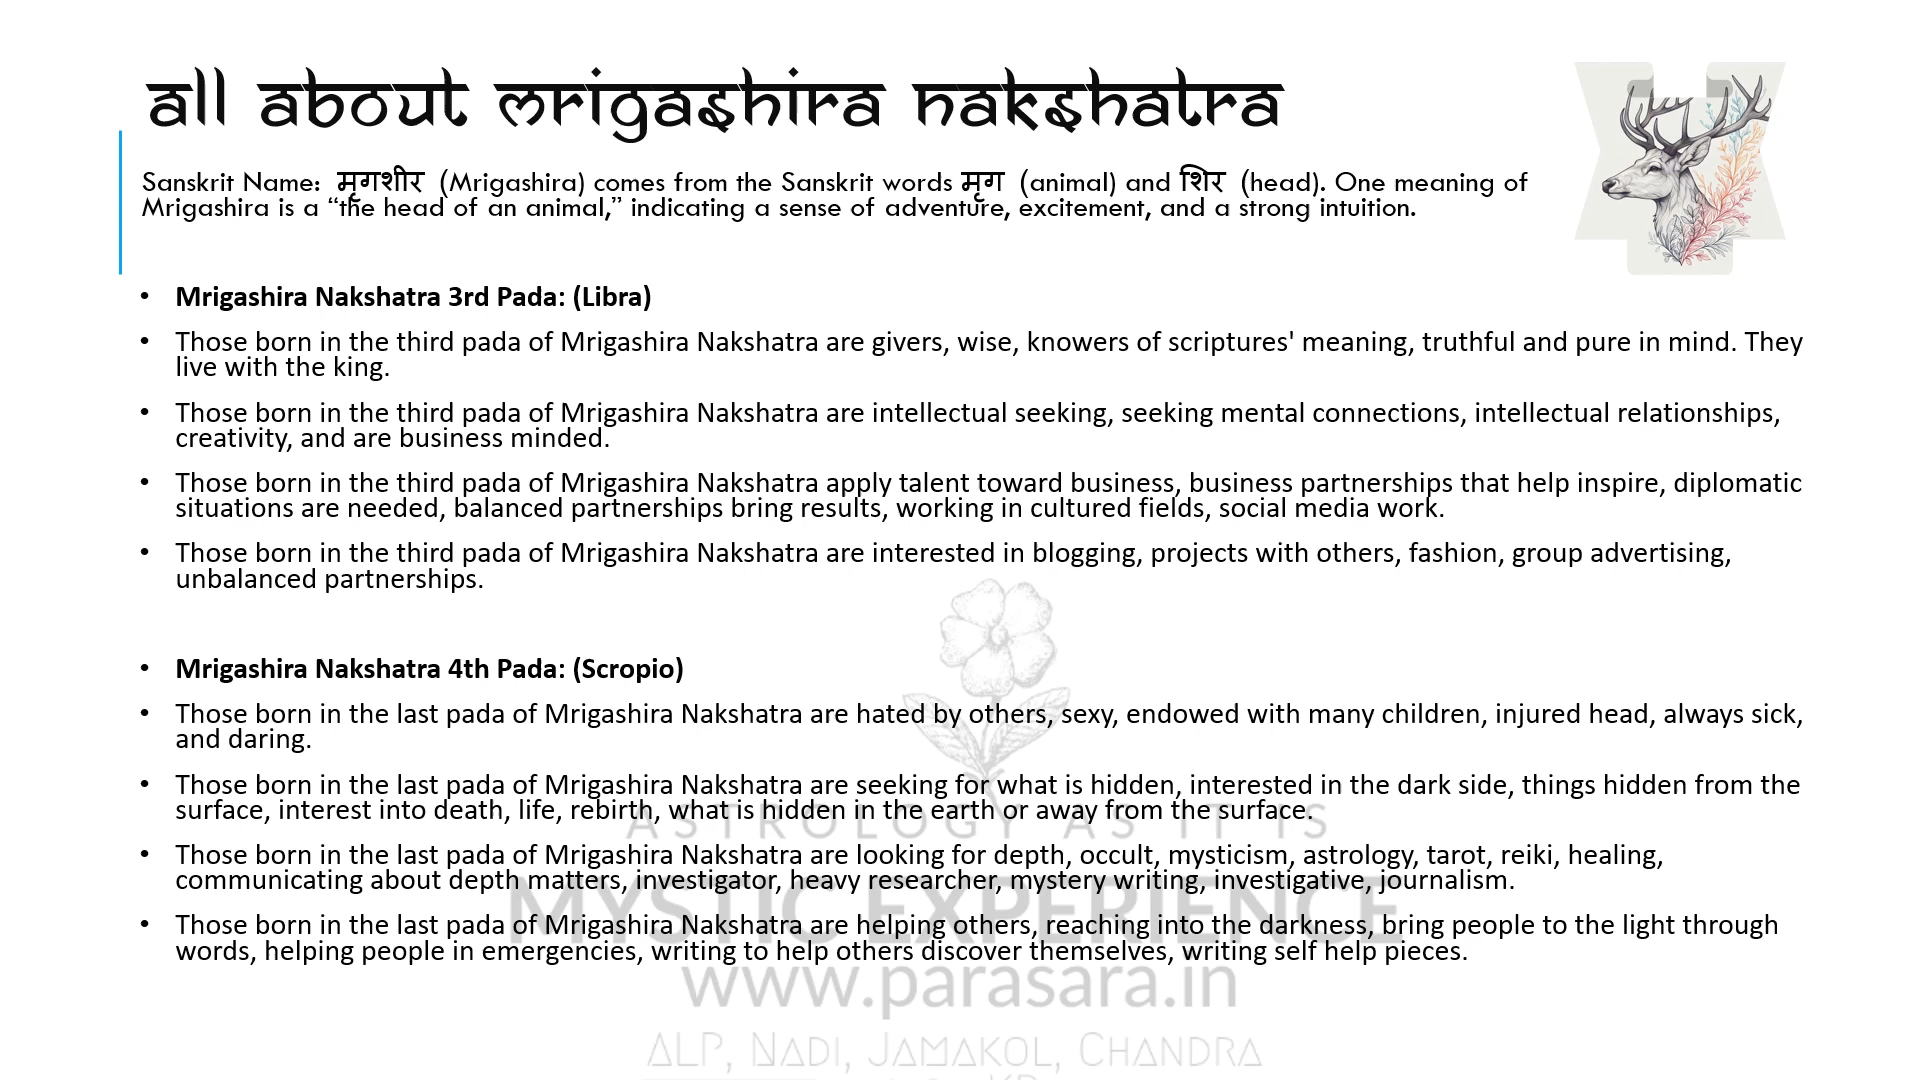 all about mrigashira nakshatra
Sanskrit Name: मृगशीर (Mrigashira) comes from the Sanskrit words मृग (animal) and शिर (head). One meaning of
Mrigashira is a “the head of an animal,” indicating a sense of adventure, excitement, and a strong intuition.
• Mrigashira Nakshatra 3rd Pada: (Libra)
• Those born in the third pada of Mrigashira Nakshatra are givers, wise, knowers of scriptures' meaning, truthful and pure in mind. They
live with the king.
• Those born in the third pada of Mrigashira Nakshatra are intellectual seeking, seeking mental connections, intellectual relationships,
creativity, and are business minded.
• Those born in the third pada of Mrigashira Nakshatra apply talent toward business, business partnerships that help inspire, diplomatic
situations are needed, balanced partnerships bring results, working in cultured fields, social media work.
• Those born in the third pada of Mrigashira Nakshatra are interested in blogging, projects with others, fashion, group advertising,
unbalanced partnerships.
• Mrigashira Nakshatra 4th Pada: (Scropio)
• Those born in the last pada of Mrigashira Nakshatra are hated by others, sexy, endowed with many children, injured head, always sick,
and daring.
• Those born in the last pada of Mrigashira Nakshatra are seeking for what is hidden, interested in the dark side, things hidden from the
surface, interest into death, life, rebirth, what is hidden in the earth or away from the surface.
ASTROLOGY AS IT IS
• Those born in the last pada of Mrigashira Nakshatra are looking for depth, occult, mysticism, astrology, tarot, reiki, healing,
communicating about depth matters, investigator, heavy researcher, mystery writing, investigative, journalism.
MYSTIC EXPERIENCE
• Those born in the last pada of Mrigashira Nakshatra are helping others, reaching into the darkness, bring people to the light through
words, helping people in emergencies, writing to help others discover themselves, writing self help pieces.
www.parasara.in
ALP, NADI, JAMAKOL, CHANDRA